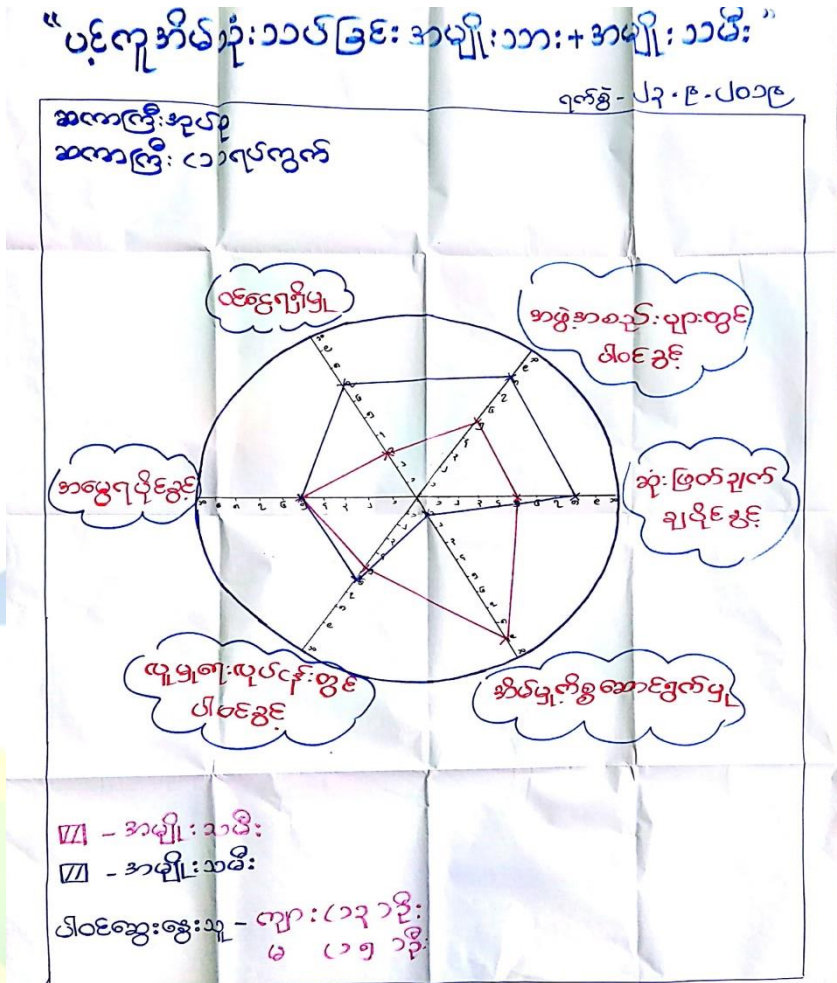 “ပင့်ကူအိမ်သုံးသပ်ခြင်း အမျိုးသား + အမျိုးသမီး”
ရက်စွဲ - ၂၃.၉.၂၀၁၉
ဆကာကြီးအုပ်စု
ဆကာကြီး (၁) ရပ်ကွက်
ဝင်ငွေရရှိမှု
အဖွဲ့အစည်းများတွင်
ပါဝင်ခွင့်
အမွေရပိုင်ခွင့်
ဆုံးဖြတ်ချက်
ချပိုင်ခွင့်
လူမှုရေးလုပ်ငန်းတွင်
ပါဝင်ခွင့်
အိမ်မှုကိစ္စဆောင်ရွက်မှု
- အမျိုးသမီး
- အမျိုးသမီး
ပါဝင်ဆွေးနွေးသူ - ကျား (၁၃) ဦး
မ (၁၅) ဦး